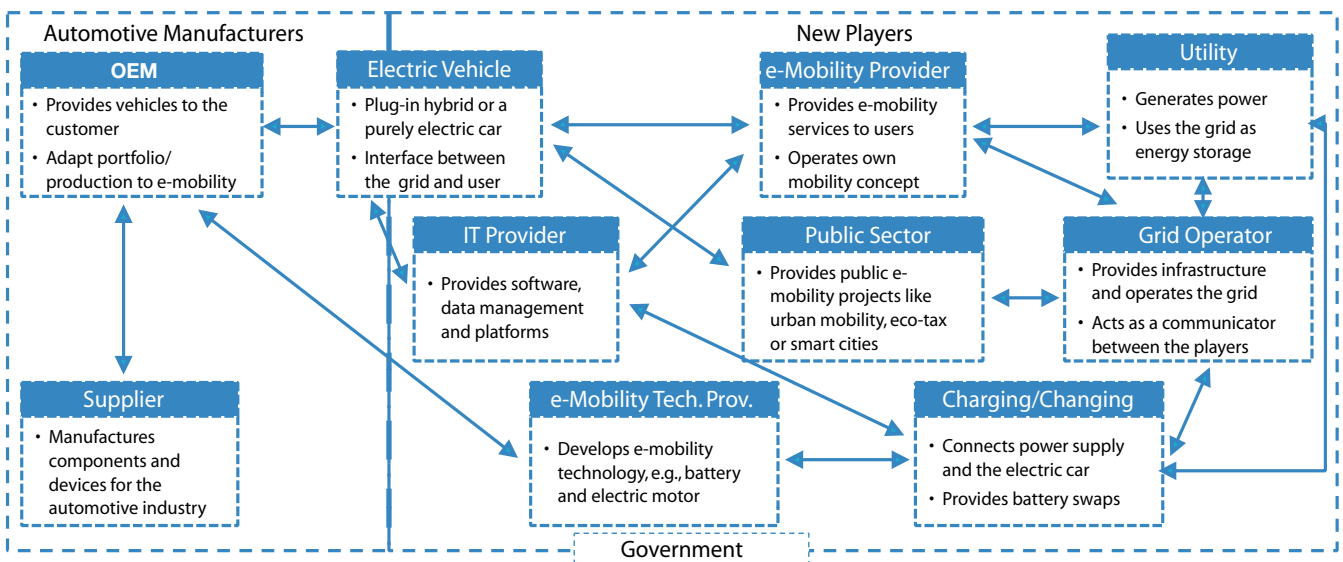 Automotive Manufacturers
New Players
OEM
• Provides vehicles to the
customer
• Adapt portfolio/
production to e-mobility
Electric Vehicle
• Plug-in hybrid or a
purely electric car
• Interface between
the grid and user
e-Mobility Provider
• Provides e-mobility
services to users
• Operates own
mobility concept
Utility
• Generates power
• Uses the grid as
energy storage
IT Provider
• Provides software,
data management
and platforms
Public Sector
• Provides public e-
mobility projects like
urban mobility, eco-tax
or smart cities
Grid Operator
• Provides infrastructure
and operates the grid
• Acts as a communicator
between the players
Supplier
• Manufactures
components and
devices for the
automotive industry
e-Mobility Tech. Prov.
• Develops e-mobility
technology, e.g., battery
and electric motor
Charging/Changing
• Connects power supply
and the electric car
• Provides battery swaps
Government